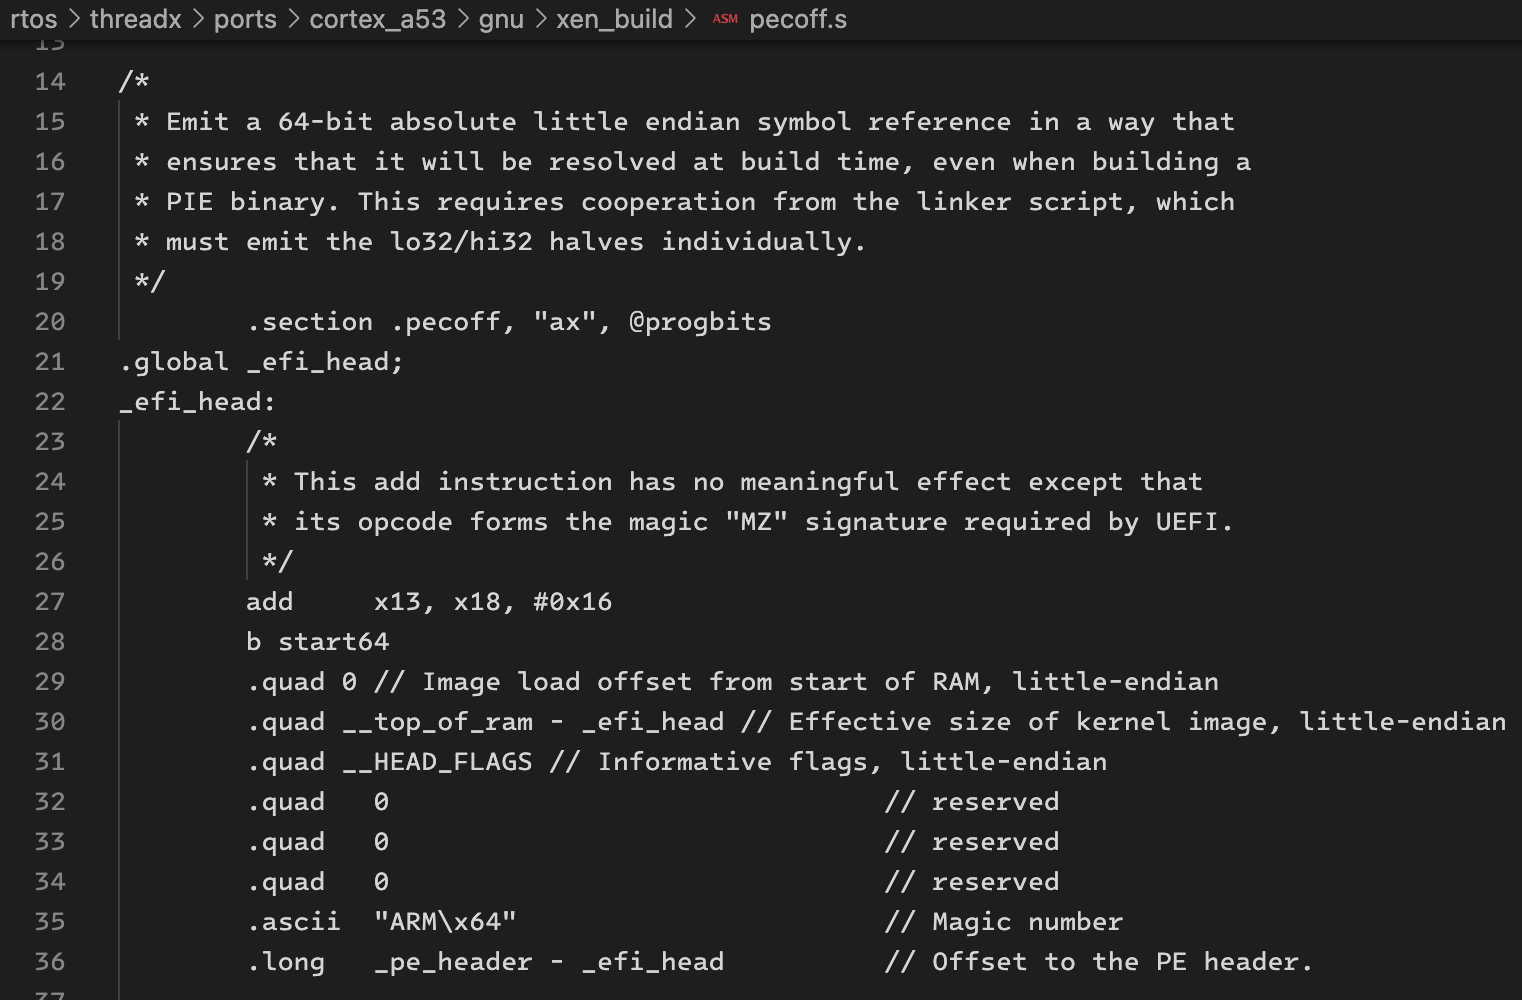 rtos > threadx > ports > cortex_a53 > gnu > xen_build > ASM pecoff.s
13
14 /*
15 * Emit a 64-bit absolute little endian symbol reference in a way that
16 * ensures that it will be resolved at build time, even when building a
17 * PIE binary. This requires cooperation from the linker script, which
18 * must emit the lo32/hi32 halves individually.
19 */
20 .section .pecoff, "ax", @progbits
21 .global _efi_head;
22 _efi_head:
23 /*
24 * This add instruction has no meaningful effect except that
25 * its opcode forms the magic "MZ" signature required by UEFI.
26 */
27 add x13, x18, #0x16
28 b start64
29 .quad 0 // Image load offset from start of RAM, little-endian
30 .quad __top_of_ram - _efi_head // Effective size of kernel image, little-endian
31 .quad __HEAD_FLAGS // Informative flags, little-endian
32 .quad 0 // reserved
33 .quad 0 // reserved
34 .quad 0 // reserved
35 .ascii "ARM\x64" // Magic number
36 .long _pe_header - _efi_head // Offset to the PE header.
37